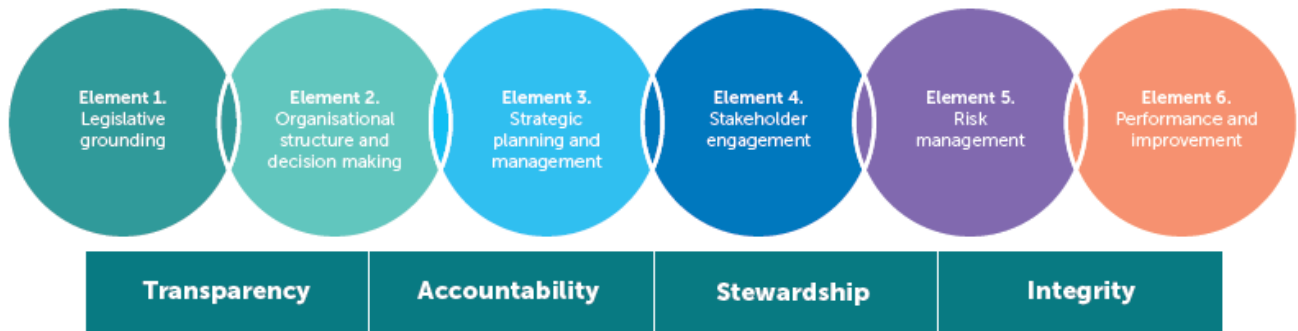 Element 1.
Legislative
grounding
Element 2.
Organisational
structure and
decision making
Element 3.
Strategic
planning and
management
Element 4.
Stakeholder
engagement
Element 5.
Risk
management
Element 6.
Performance and
improvement
Transparency
Accountability
Stewardship
Integrity